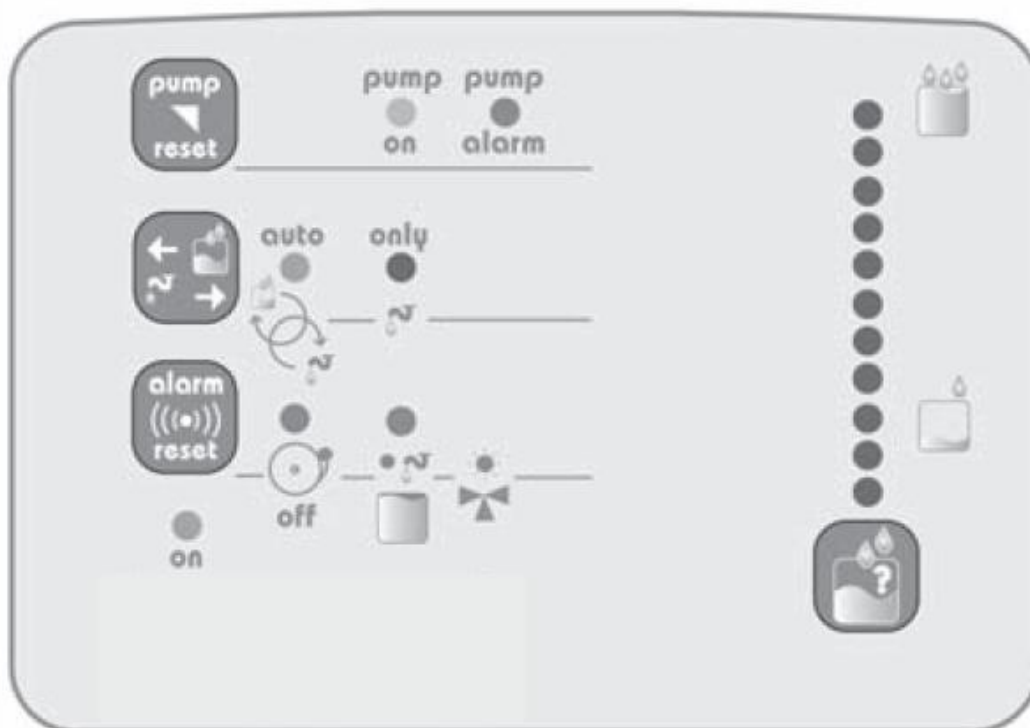 pump
reset
pump pump
on alarm
auto only
alarm
reset
off
on
?